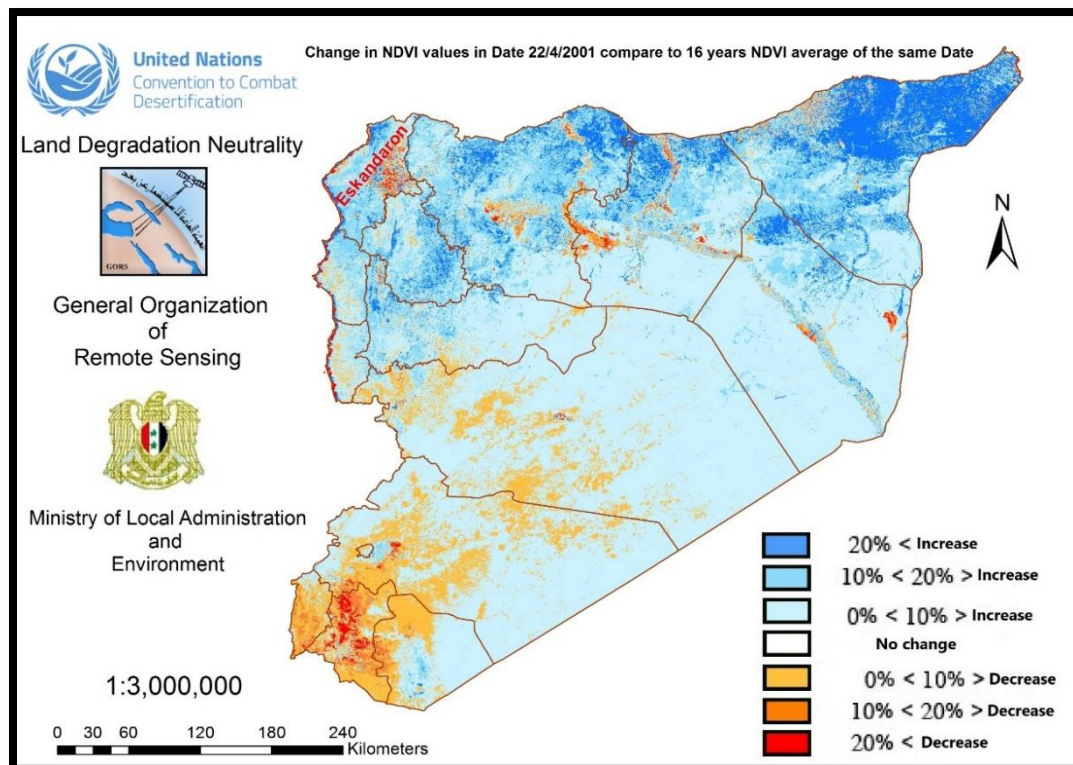 Change in NDVI values in Date 22/4/2001 compare to 16 years NDVI average of the same Date
United Nations
Convention to Combat
Desertification
Land Degradation Neutrality
GORS
General Organization
of
Remote Sensing
Ministry of Local Administration
and
Environment
1:3,000,000
0 30 60 120 180 240
Kilometers
Eskandaron
N
20% < Increase
10% < 20% > Increase
0% < 10% > Increase
No change
0% < 10% > Decrease
10% < 20% > Decrease
20% < Decrease